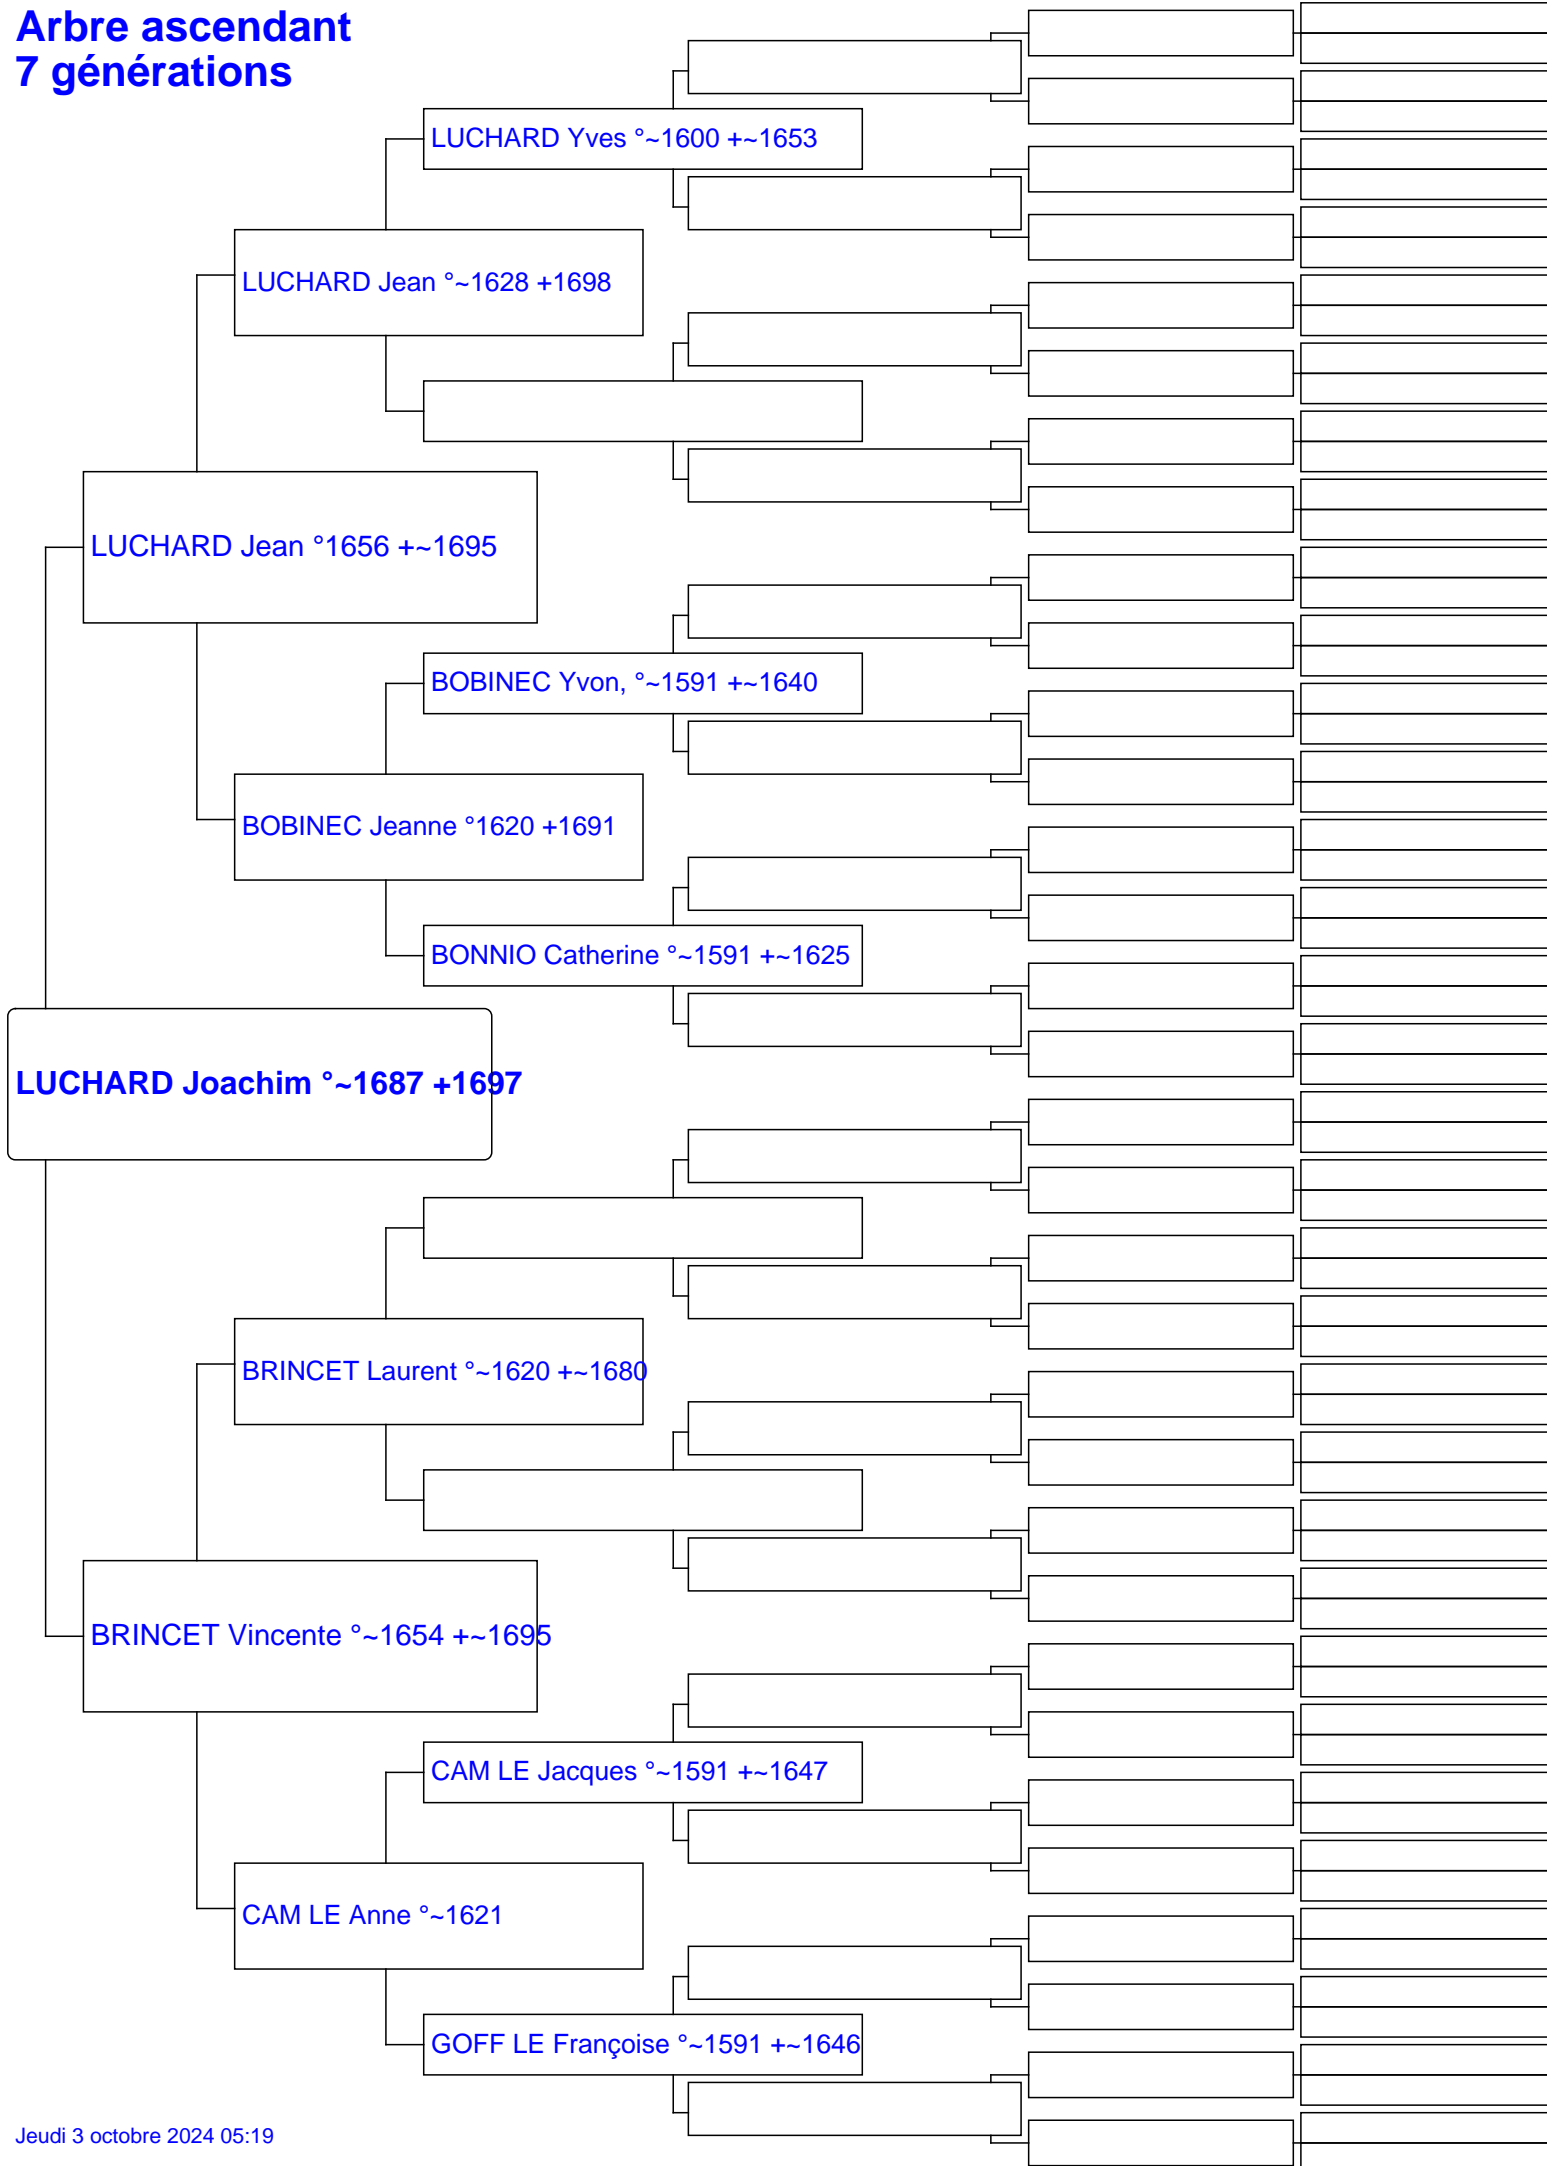 Arbre ascendant
7 générations
LUCHARD Yves °~1600 +~1653
LUCHARD Jean °~1628 +1698
LUCHARD Jean °1656 +~1695
BOBINEC Yvon, °~1591 +~1640
BOBINEC Jeanne °1620 +1691
BONNIO Catherine °~1591 +~1625
LUCHARD Joachim °~1687 +1697
BRINCET Laurent °~1620 +~1680
BRINCET Vincente °~1654 +~1695
CAM LE Jacques °~1591 +~1647
CAM LE Anne °~1621
GOFF LE Françoise °~1591 +~1646
Jeudi 3 octobre 2024 05:19